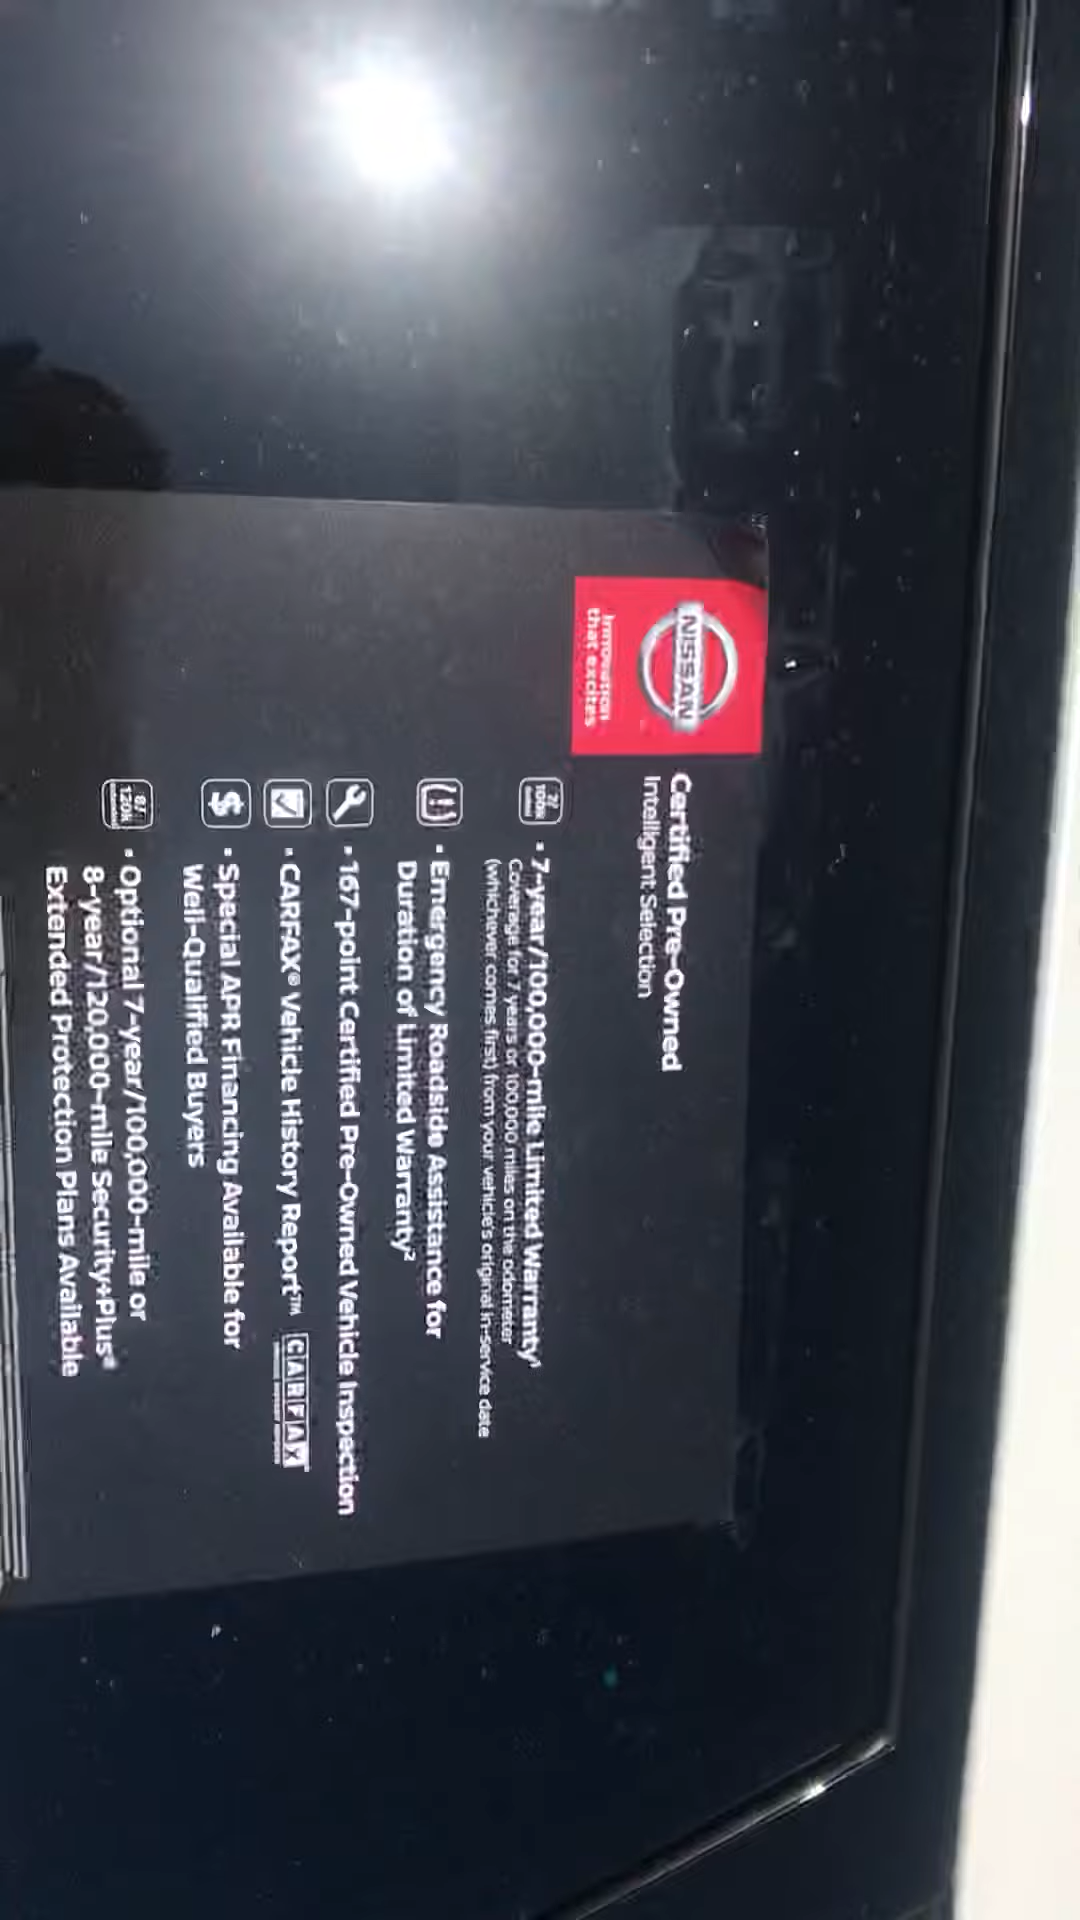 NISSAN
Innovation
that excites
Certified Pre-Owned
Intelligent Selection
7/
100k
• 7-year/100,000-mile Limited Warranty¹
Coverage for 7 years or 100,000 miles on the odometer
(whichever comes first) from your vehicle's original in-service date
• Emergency Roadside Assistance for
Duration of Limited Warranty²
• 167-point Certified Pre-Owned Vehicle Inspection
• CARFAX® Vehicle History Report™ CARFAX
$
• Special APR Financing Available for
Well-Qualified Buyers
8/
120k
• Optional 7-year/100,000-mile or
8-year/120,000-mile Security+Plus®
Extended Protection Plans Available